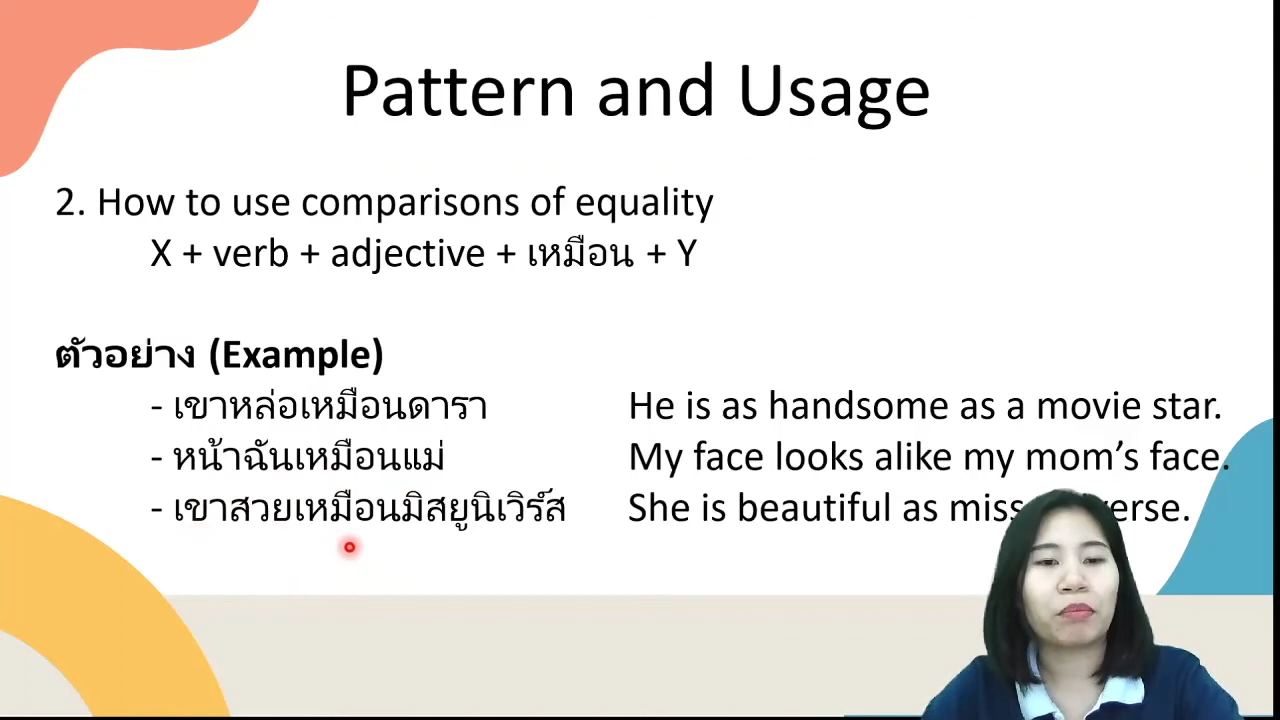 Pattern and Usage
2. How to use comparisons of equality
X + verb + adjective + เหมือน + Y
ตัวอย่าง (Example)
- เขาหล่อเหมือนดารา He is as handsome as a movie star.
- หน้าฉันเหมือนแม่ My face looks alike my mom’s face.
- เขาสวยเหมือนมิสยูนิเวิร์ส She is beautiful as miss